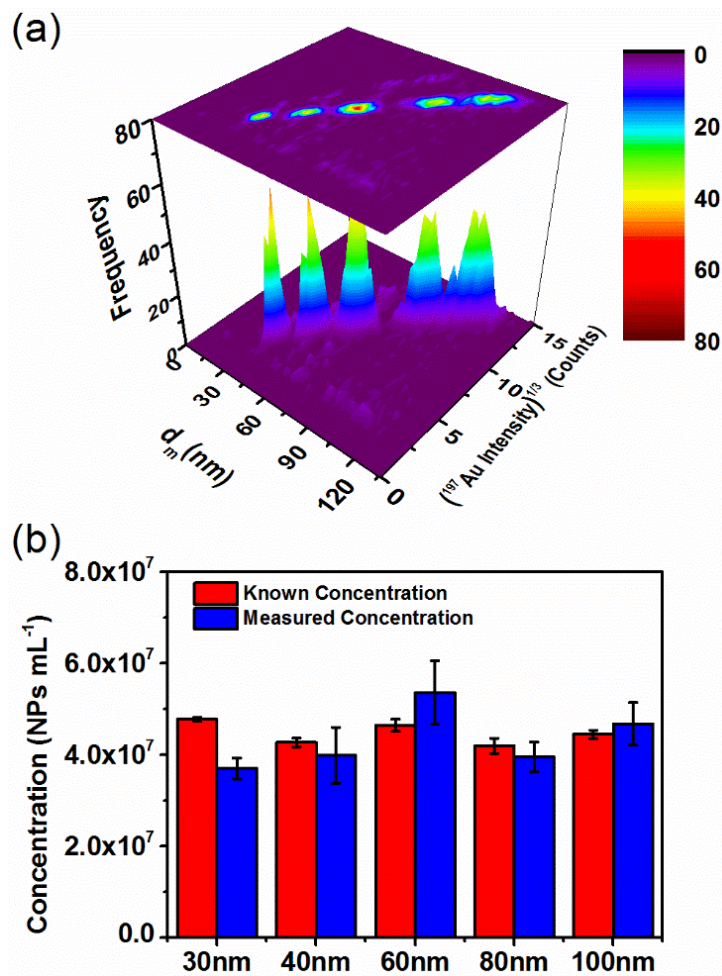 (a)
80
60
40
20
0
Frequency
0
30
60
90
120
d_m (nm)
0
5
10
15
(¹⁹⁷Au Intensity)^1/3 (Counts)
0
20
40
60
80
(b)
8.0x10⁷
6.0x10⁷
4.0x10⁷
2.0x10⁷
0.0
Concentration (NPs mL⁻¹)
Known Concentration
Measured Concentration
30nm 40nm 60nm 80nm 100nm